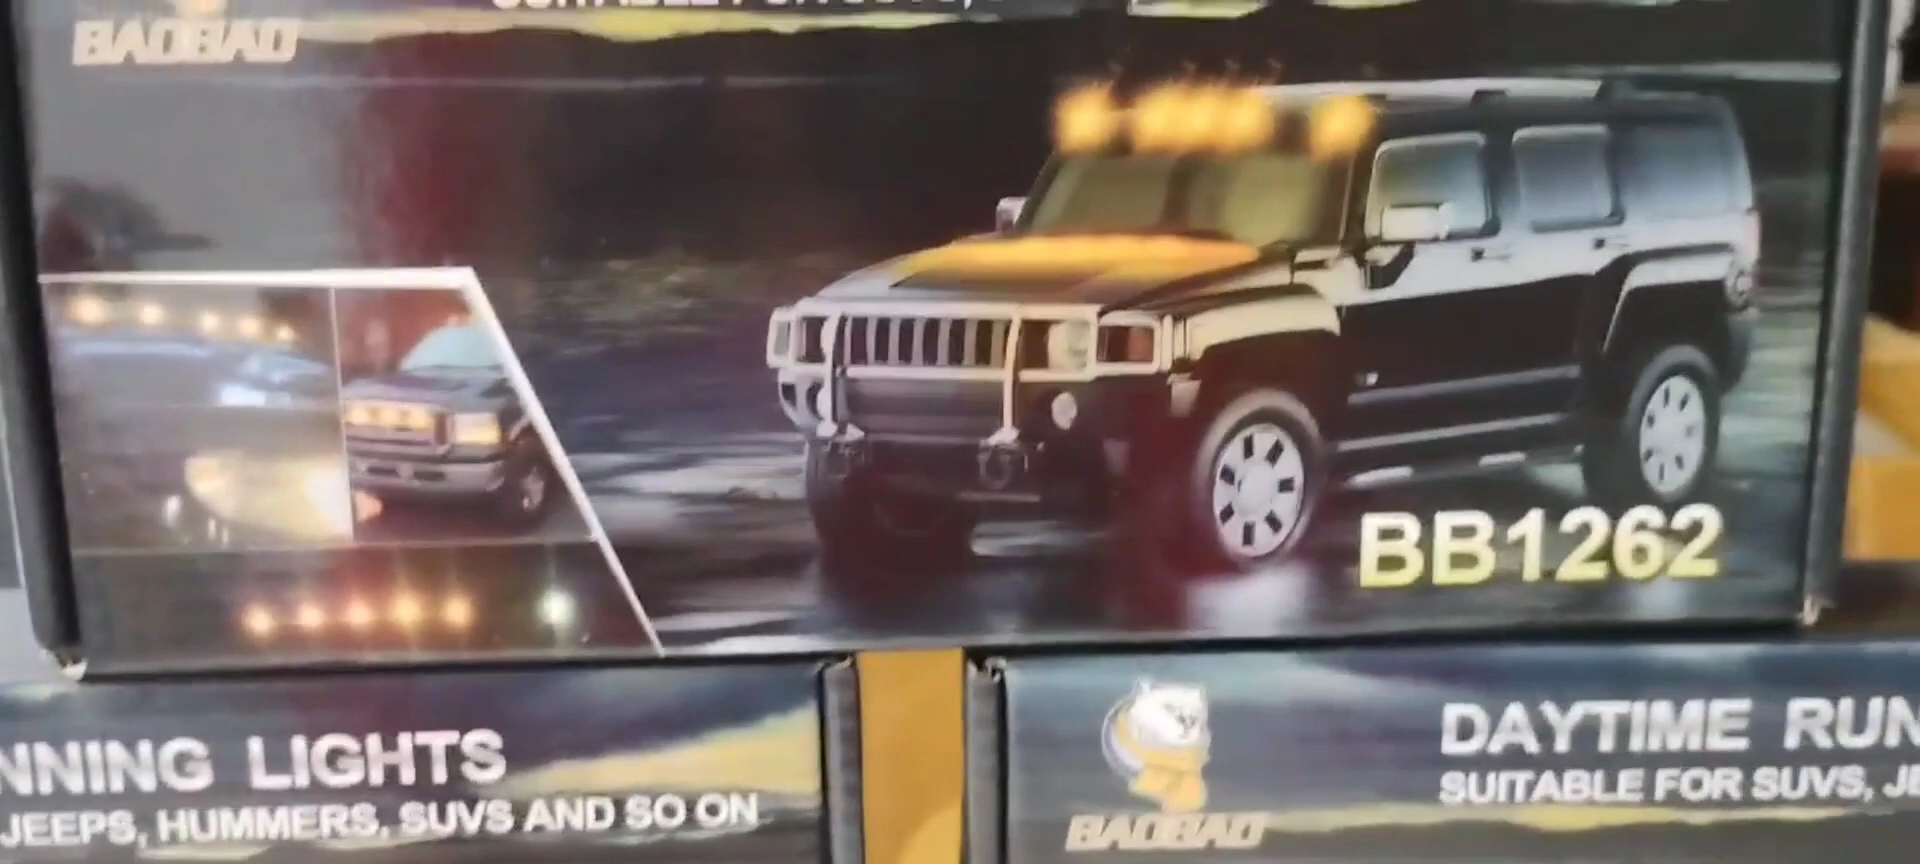 BAOBAO
BB1262
NNING LIGHTS
JEEPS, HUMMERS, SUVS AND SO ON
DAYTIME RUN
SUITABLE FOR SUVS, JE
BAOBAO